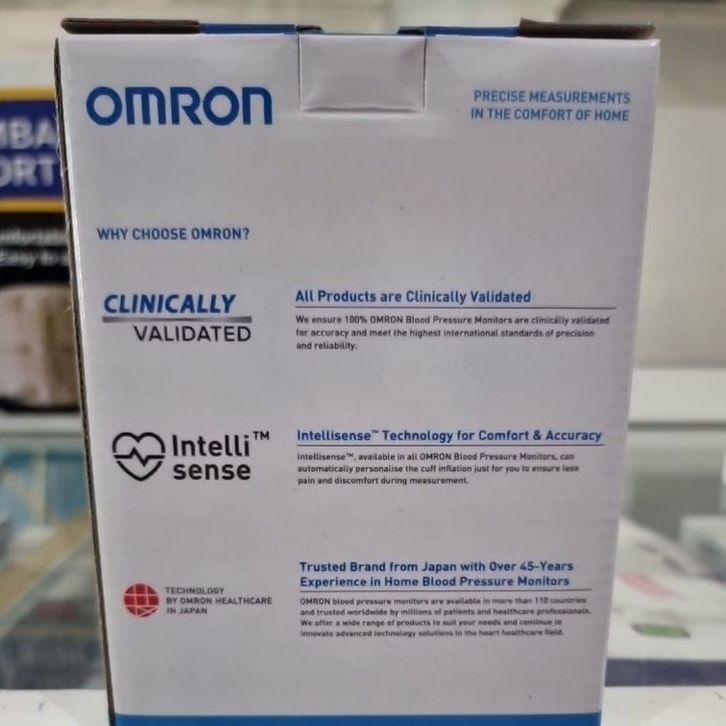 OMRON
PRECISE MEASUREMENTS
IN THE COMFORT OF HOME
WHY CHOOSE OMRON?
CLINICALLY
VALIDATED
All Products are Clinically Validated
We ensure 100% OMRON Blood Pressure Monitors are clinically validated
for accuracy and meet the highest international standards of precision
and reliability.
Intelli™
sense
Intellisense™ Technology for Comfort & Accuracy
Intellisense™, available in all OMRON Blood Pressure Monitors, can
automatically personalise the cuff inflation just for you to ensure less
pain and discomfort during measurement.
TECHNOLOGY
BY OMRON HEALTHCARE
IN JAPAN
Trusted Brand from Japan with Over 45-Years
Experience in Home Blood Pressure Monitors
OMRON blood pressure monitors are available in more than 110 countries
and trusted worldwide by millions of patients and healthcare professionals.
We offer a wide range of products to suit your needs and continue to
innovate advanced technology solutions in the heart healthcare field.